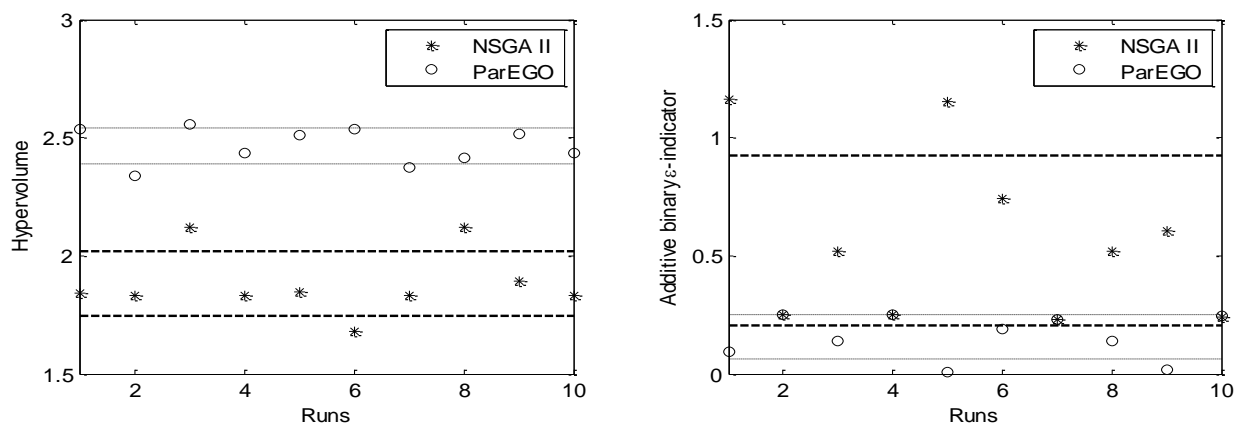 3
2.5
2
1.5
Hypervolume
2
4
6
8
10
Runs
NSGA II
ParEGO
1.5
1
0.5
0
Additive binary ε-indicator
2
4
6
8
10
Runs
NSGA II
ParEGO